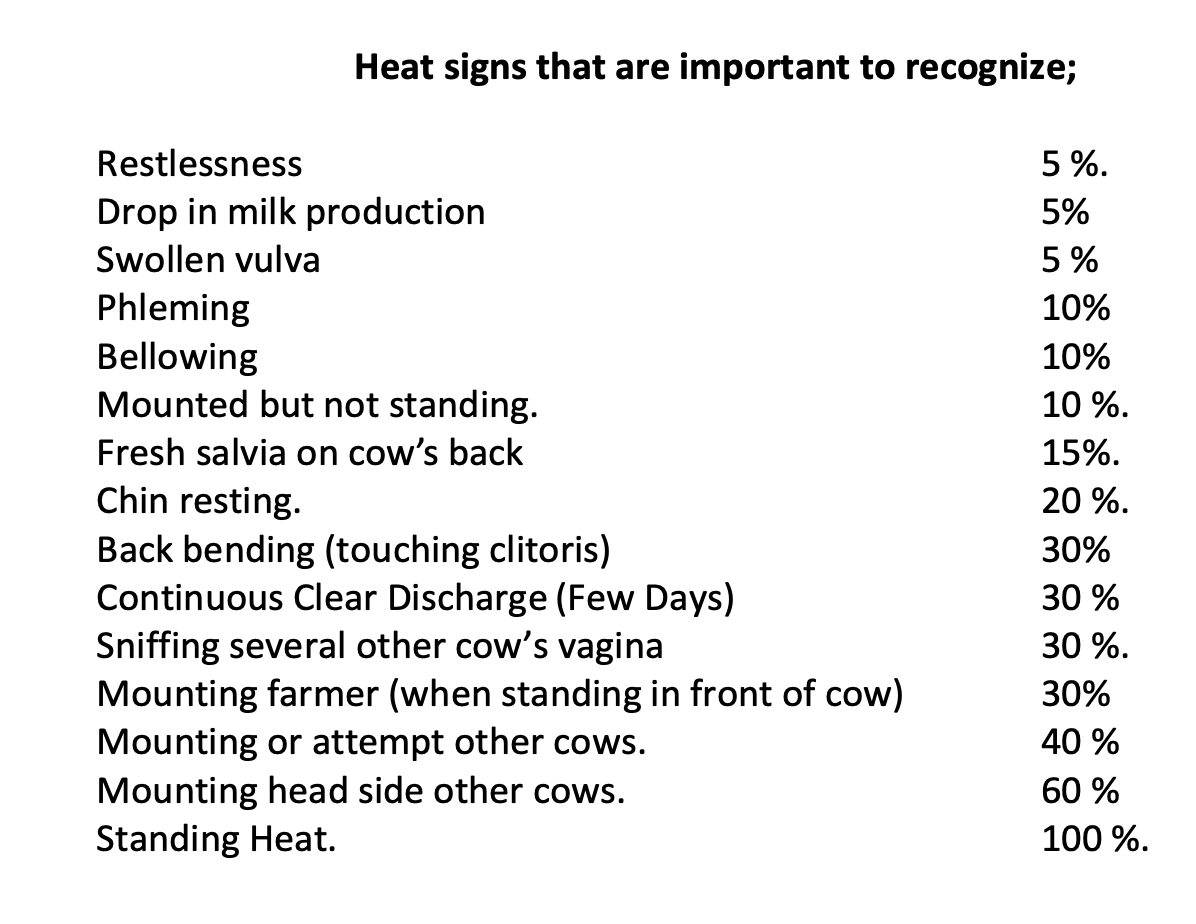 Heat signs that are important to recognize;
Restlessness 5 %.
Drop in milk production 5%
Swollen vulva 5 %
Phleming 10%
Bellowing 10%
Mounted but not standing. 10 %.
Fresh salvia on cow’s back 15%.
Chin resting. 20 %.
Back bending (touching clitoris) 30%
Continuous Clear Discharge (Few Days) 30 %
Sniffing several other cow’s vagina 30 %.
Mounting farmer (when standing in front of cow) 30%
Mounting or attempt other cows. 40 %
Mounting head side other cows. 60 %
Standing Heat. 100 %.